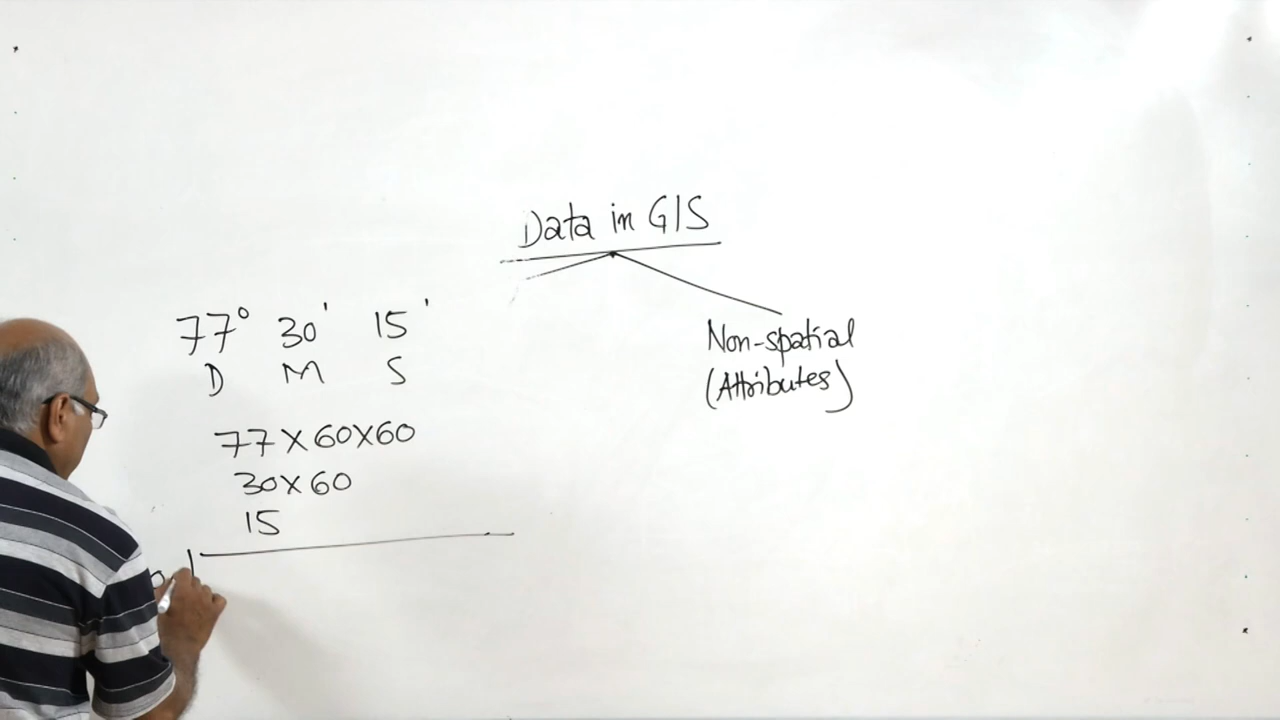 Data in GIS
Non-spatial
(Attributes)
77° 30' 15'
D M S
77×60×60
30×60
15